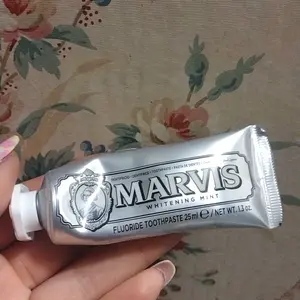 MARVIS
WHITENING MINT
FLUORIDE TOOTHPASTE 25ml e / NET WT. 1.3 oz.